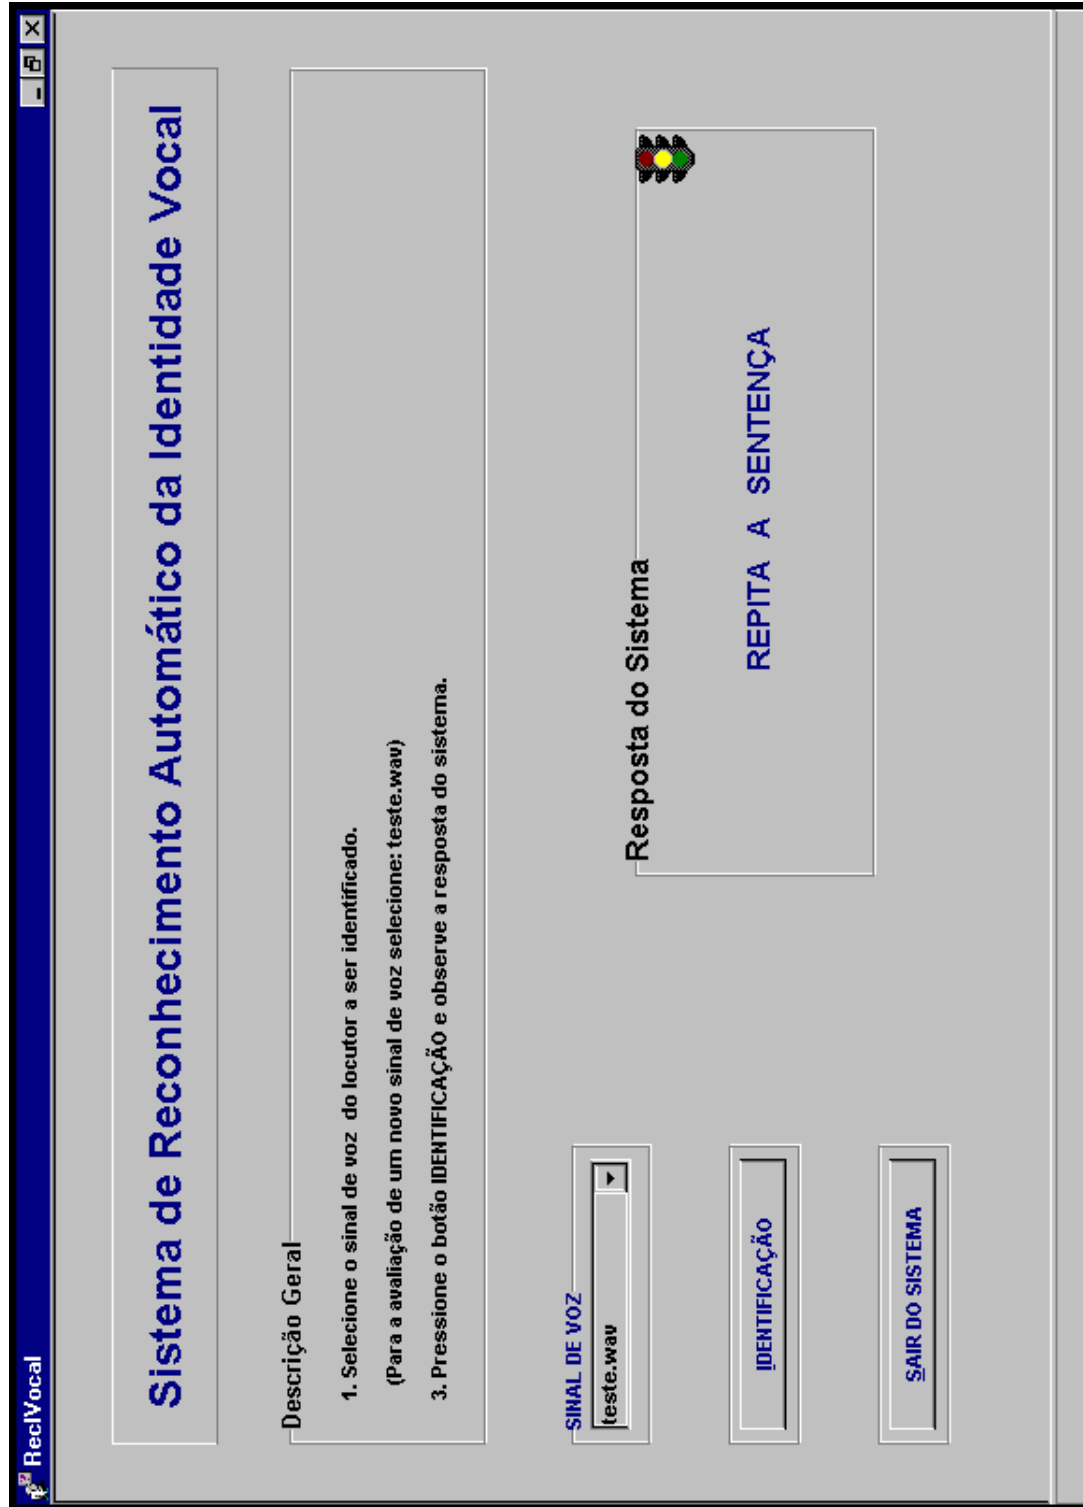 RecIVocal
Sistema de Reconhecimento Automático da Identidade Vocal
Descrição Geral
1. Selecione o sinal de voz  do locutor a ser identificado.
(Para a avaliação de um novo sinal de voz selecione: teste.wav)
3. Pressione o botão IDENTIFICAÇÃO e observe a resposta do sistema.
SINAL DE VOZ
teste.wav
IDENTIFICAÇÃO
SAIR DO SISTEMA
Resposta do Sistema
REPITA A SENTENÇA